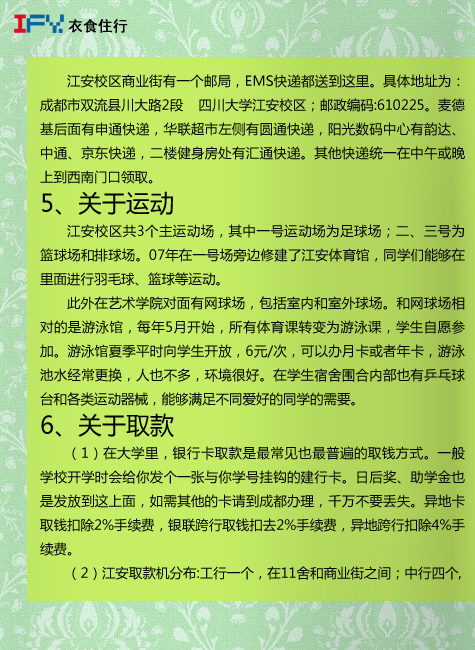 IFY. 衣食住行
江安校区商业街有一个邮局，EMS快递都送到这里。具体地址为：
成都市双流县川大路2段　四川大学江安校区；邮政编码:610225。麦德
基后面有申通快递，华联超市左侧有圆通快递，阳光数码中心有韵达、
中通、京东快递，二楼健身房处有汇通快递。其他快递统一在中午或晚
上到西南门口领取。
5、关于运动
江安校区共3个主运动场，其中一号运动场为足球场；二、三号为
篮球场和排球场。07年在一号场旁边修建了江安体育馆，同学们能够在
里面进行羽毛球、篮球等运动。
此外在艺术学院对面有网球场，包括室内和室外球场。和网球场相
对的是游泳馆，每年5月开始，所有体育课转变为游泳课，学生自愿参
加。游泳馆夏季平时向学生开放，6元/次，可以办月卡或者年卡，游泳
池水经常更换，人也不多，环境很好。在学生宿舍围合内部也有乒乓球
台和各类运动器械，能够满足不同爱好的同学的需要。
6、关于取款
（1）在大学里，银行卡取款是最常见也最普遍的取钱方式。一般
学校开学时会给你发个一张与你学号挂钩的建行卡。日后奖、助学金也
是发放到这上面，如需其他的卡请到成都办理，千万不要丢失。异地卡
取钱扣除2%手续费，银联跨行取钱扣去2%手续费，异地跨行扣除4%手
续费。
（2）江安取款机分布:工行一个，在11舍和商业街之间；中行四个,